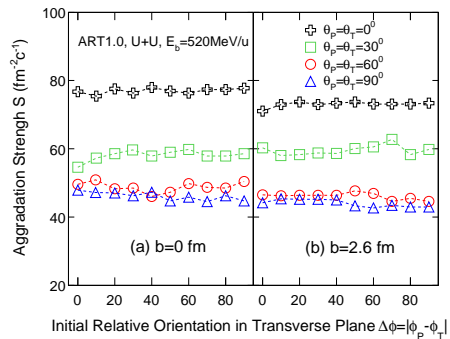 100
80
60
40
20
Aggradation Strengh S (fm⁻²c⁻¹)
ART1.0, U+U, E_b=520MeV/u
θ_P=θ_T=0⁰
θ_P=θ_T=30⁰
θ_P=θ_T=60⁰
θ_P=θ_T=90⁰
(a) b=0 fm
(b) b=2.6 fm
0 20 40 60 80 0 20 40 60 80
Initial Relative Orientation in Transverse Plane Δϕ=|ϕ_P-ϕ_T|